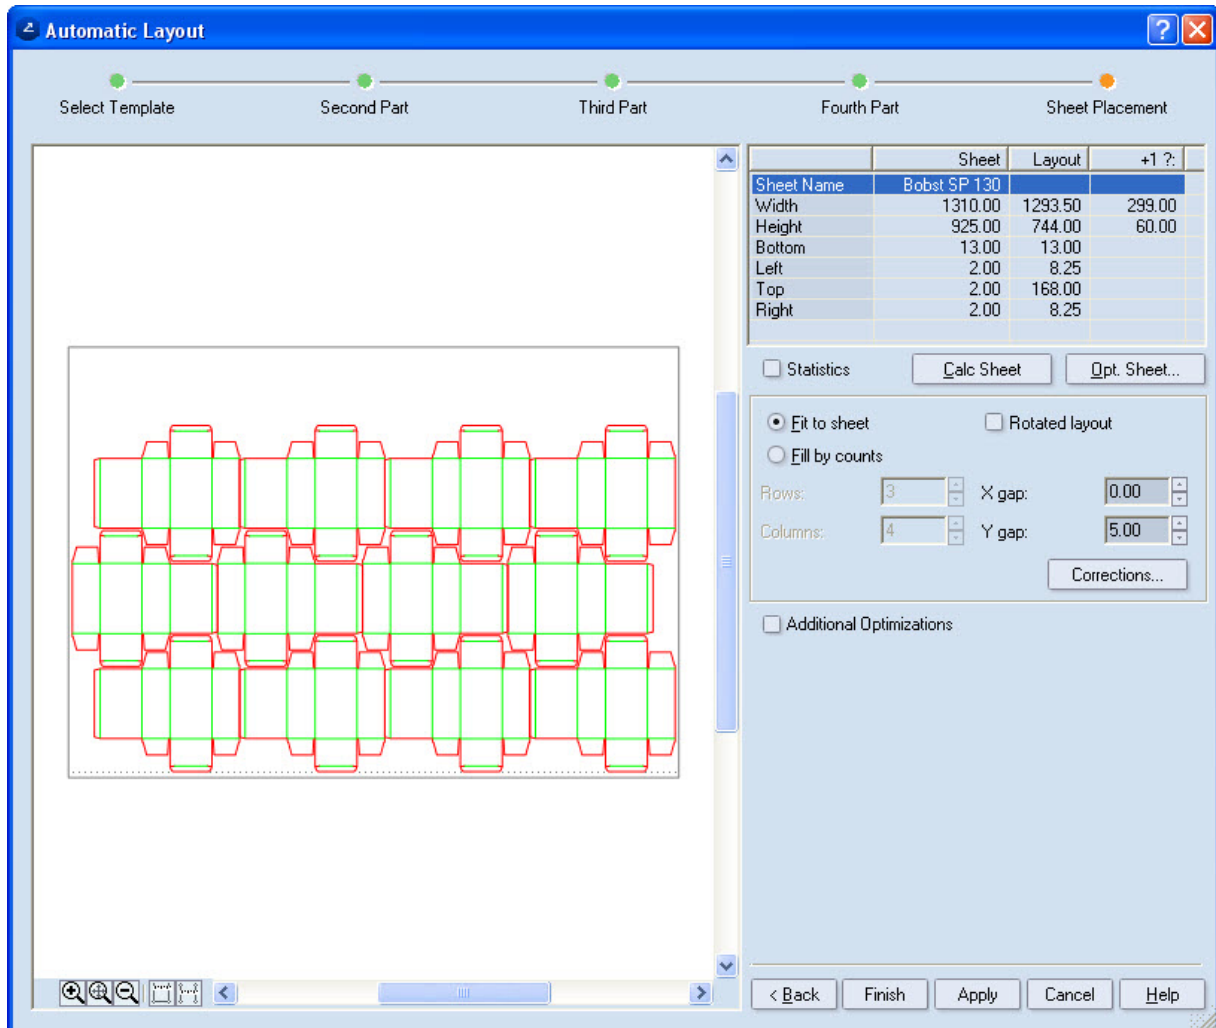 Automatic Layout
Select Template Second Part Third Part Fourth Part Sheet Placement
Sheet Layout +1 ?:
Sheet Name Bobst SP 130
Width 1310.00 1293.50 299.00
Height 925.00 744.00 60.00
Bottom 13.00 13.00
Left 2.00 8.25
Top 2.00 168.00
Right 2.00 8.25
Statistics Calc Sheet Opt. Sheet...
Fit to sheet Rotated layout
Fill by counts
Rows: 3 X gap: 0.00
Columns: 4 Y gap: 5.00
Corrections...
Additional Optimizations
< Back Finish Apply Cancel Help